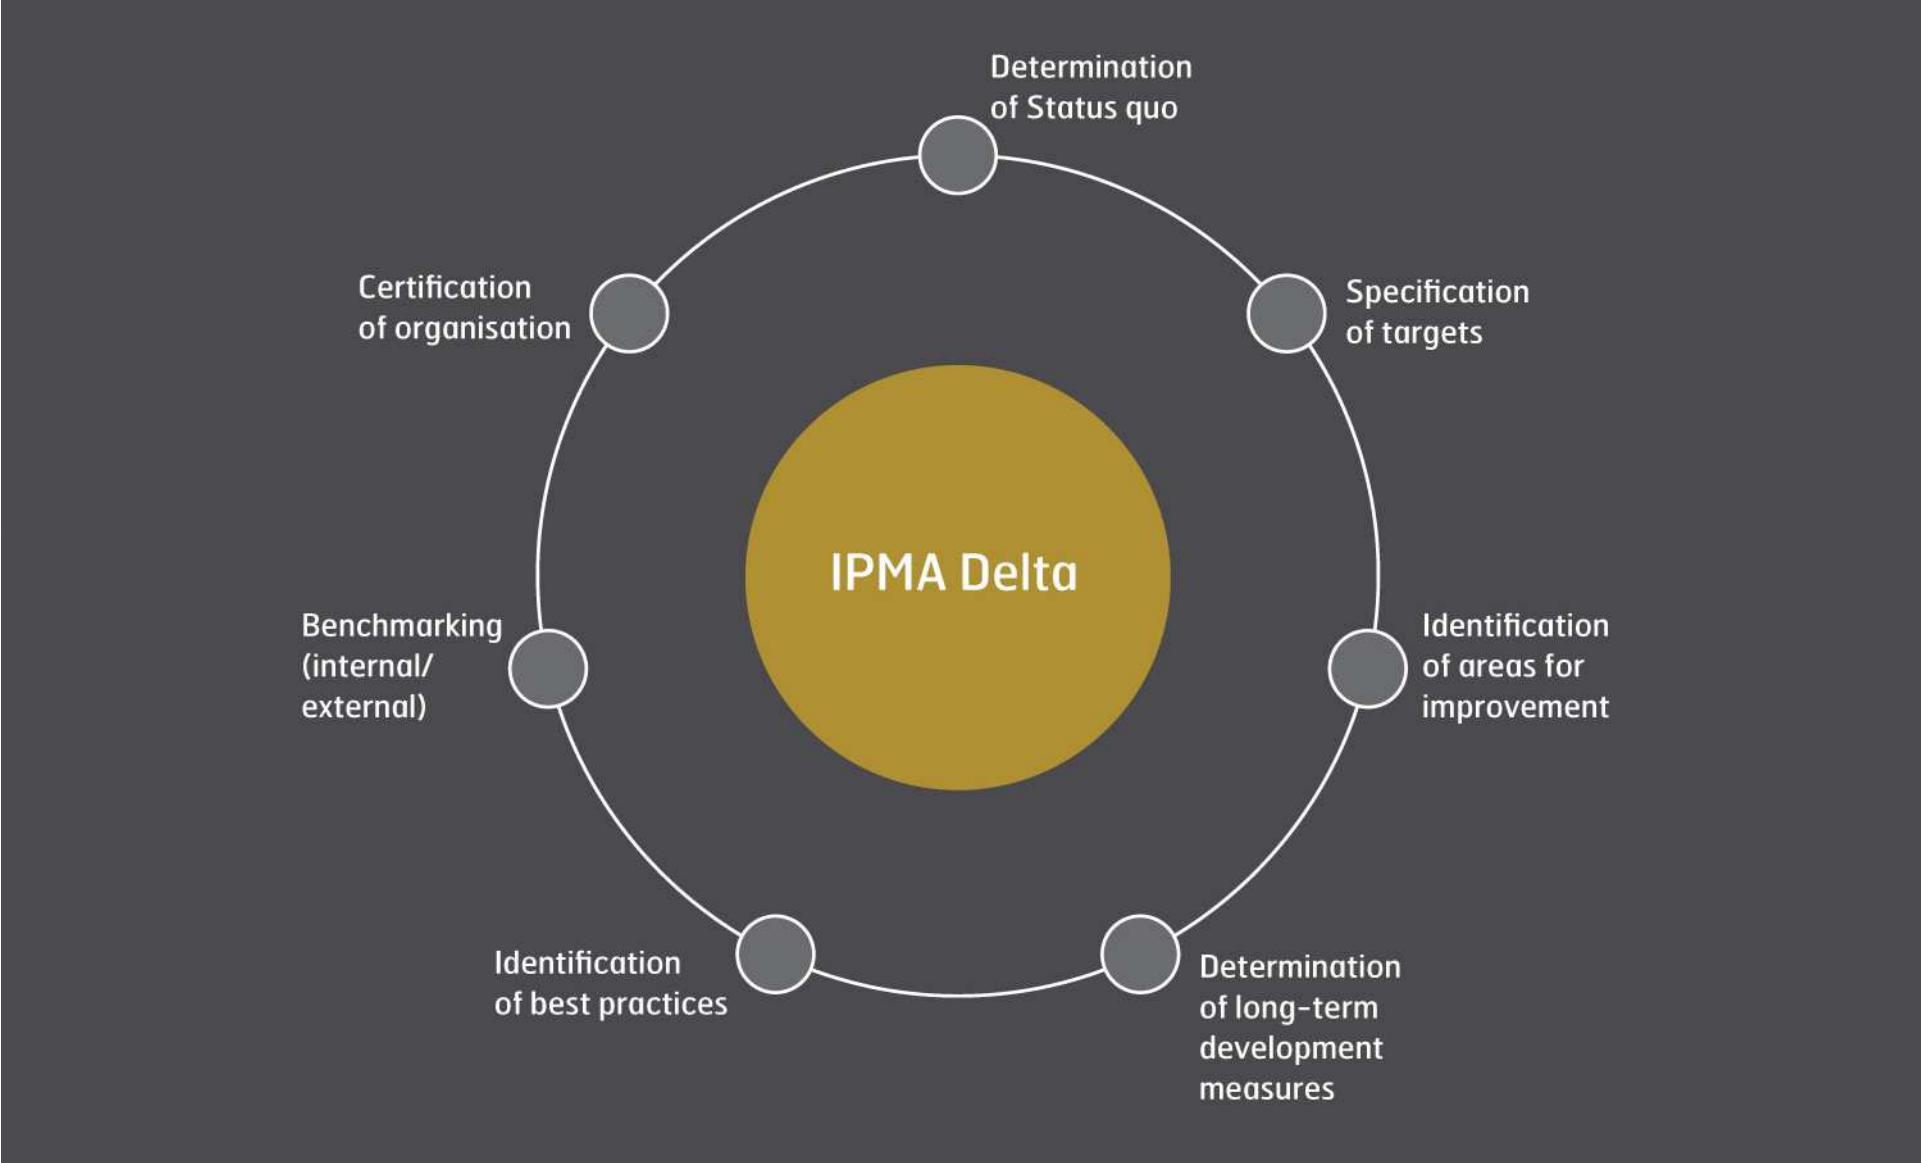 Determination
of Status quo
Specification
of targets
Identification
of areas for
improvement
Determination
of long-term
development
measures
Identification
of best practices
Benchmarking
(internal/
external)
Certification
of organisation
IPMA Delta